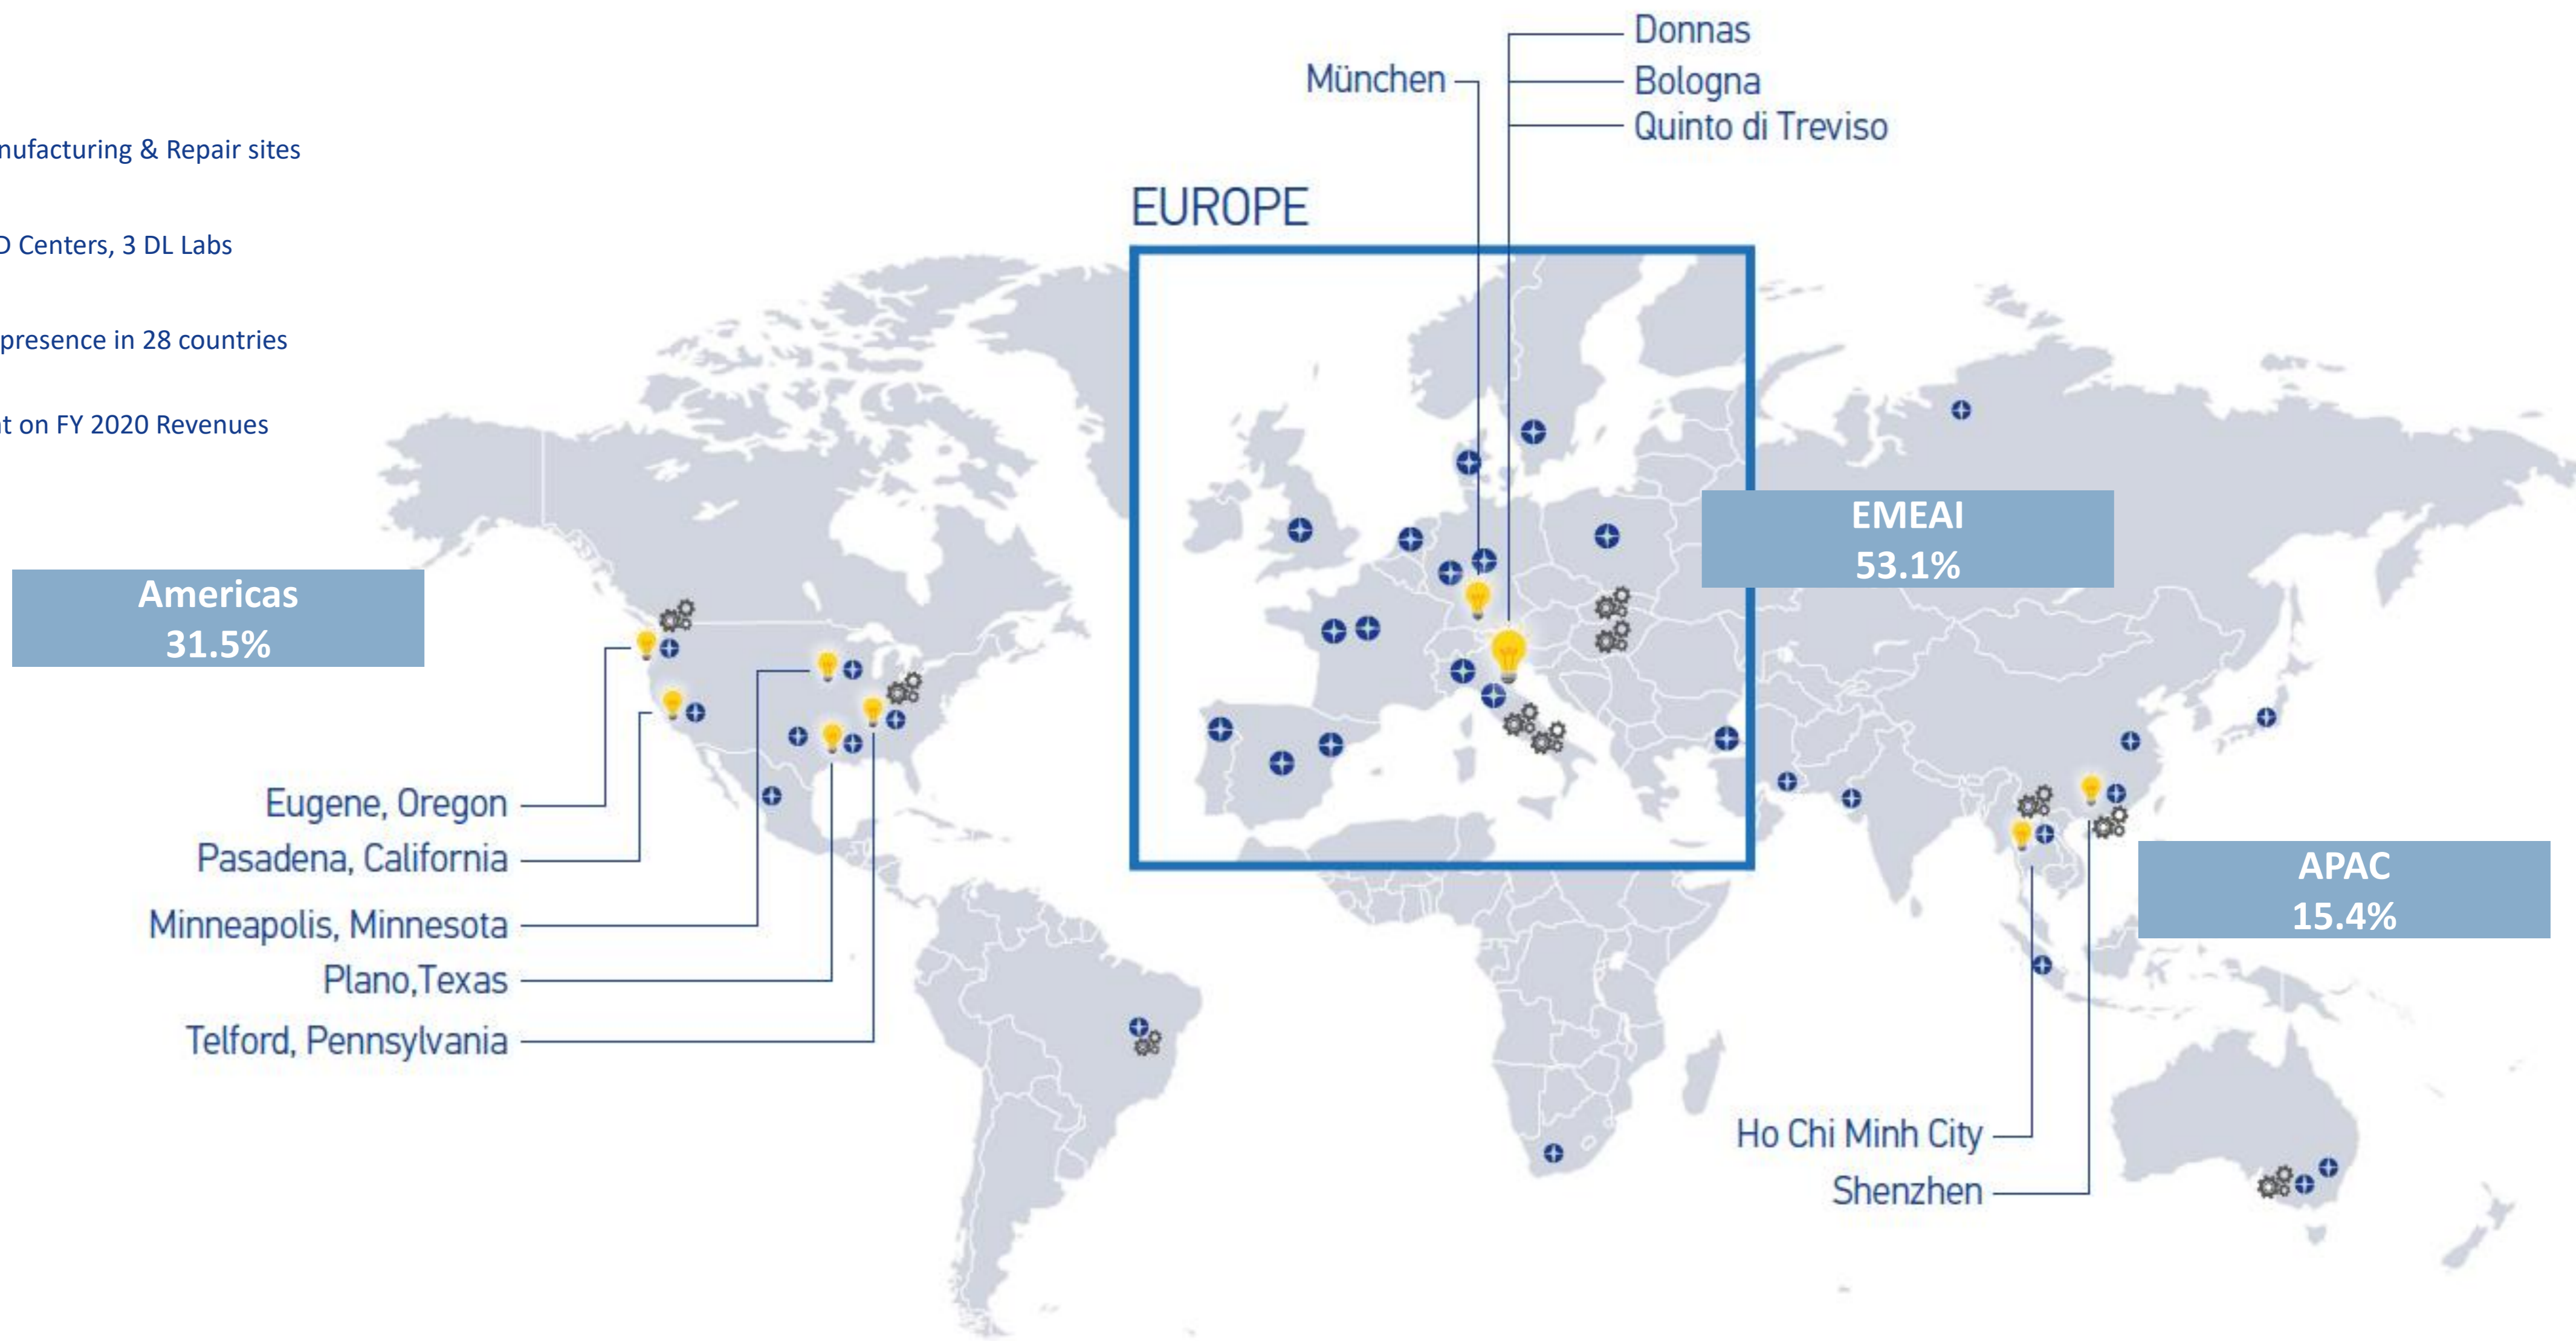 Donnas
München
Bologna
Quinto di Treviso
nufacturing & Repair sites
EUROPE
D Centers, 3 DL Labs
presence in 28 countries
t on FY 2020 Revenues
EMEAI
53.1%
Americas
31.5%
Eugene, Oregon
Pasadena, California
Minneapolis, Minnesota
Plano,Texas
Telford, Pennsylvania
APAC
15.4%
Ho Chi Minh City
Shenzhen